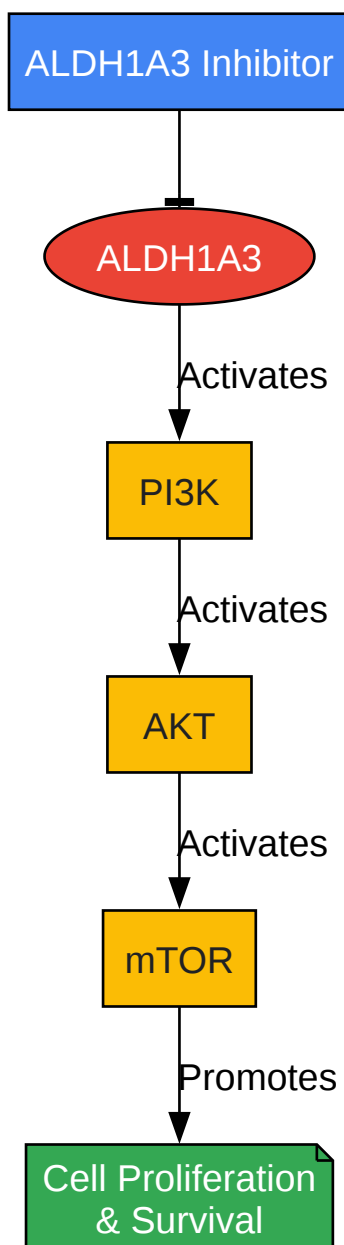 ALDH1A3 Inhibitor
ALDH1A3
Activates
PI3K
Activates
AKT
Activates
mTOR
Promotes
Cell Proliferation
& Survival